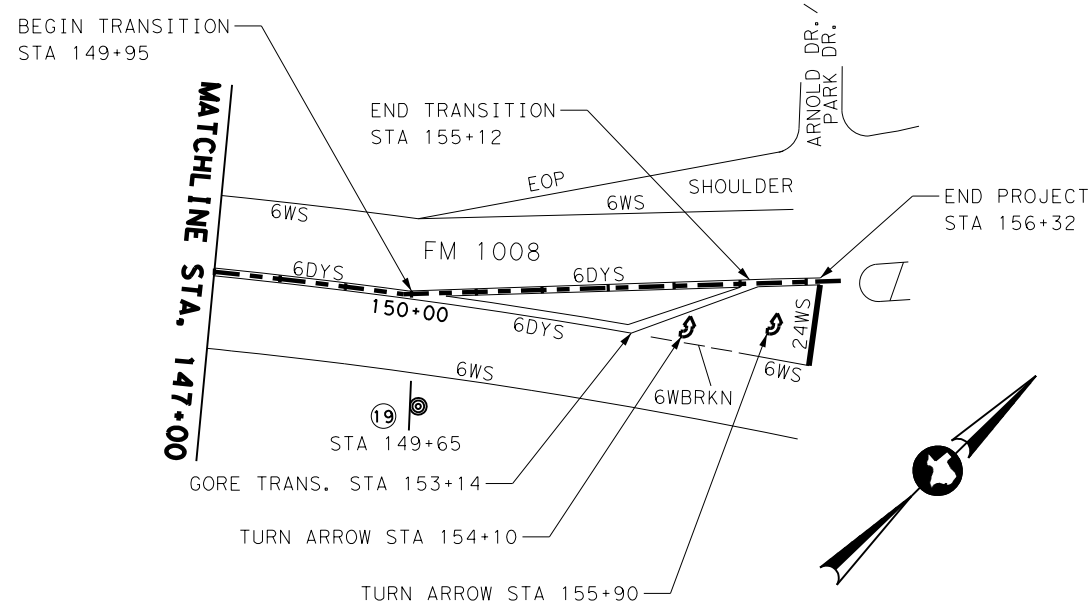 BEGIN TRANSITION
STA 149+95
END TRANSITION
STA 155+12
ARNOLD DR./
PARK DR.
MATCHLINE STA. 147+00
EOP
SHOULDER
6WS
6WS
END PROJECT
STA 156+32
FM 1008
6DYS
6DYS
150+00
6DYS
24WS
6WS
6WS
6WBRKN
19
STA 149+65
GORE TRANS. STA 153+14
TURN ARROW STA 154+10
TURN ARROW STA 155+90